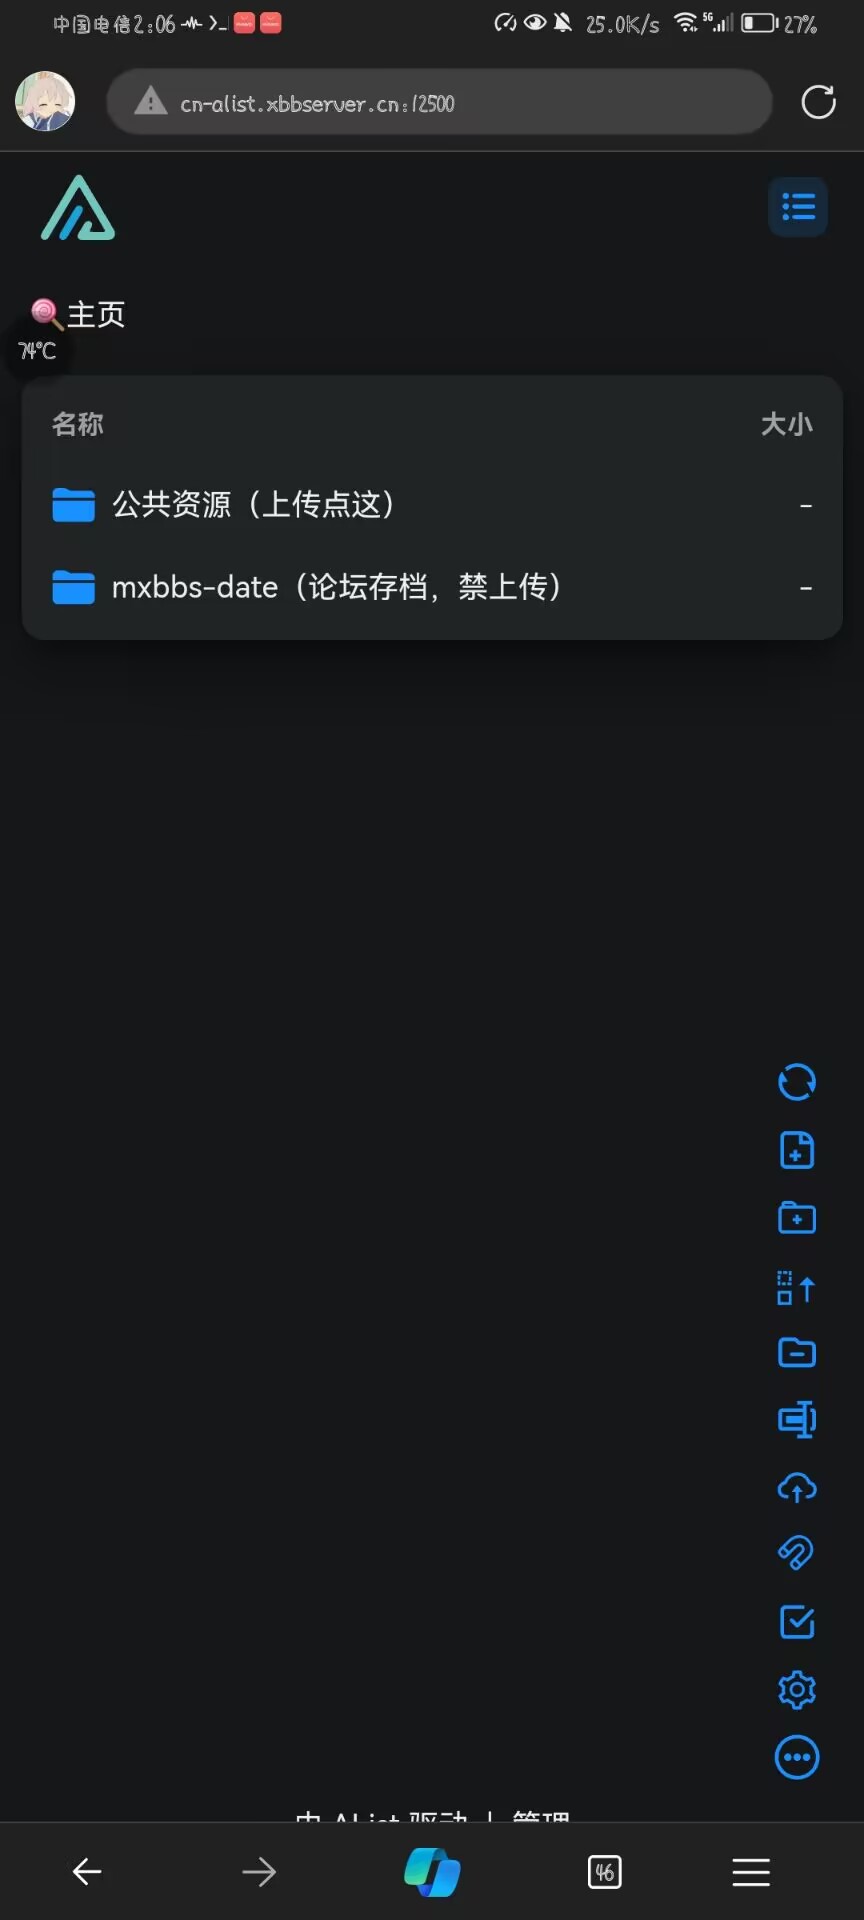 中国电信2:06 25.0K/s 5G 27%
cn-alist.xbbserver.cn:12500
主页
74°C
名称 大小
公共资源（上传点这） -
mxbbs-date（论坛存档，禁上传） -
由 AList 驱动 | 管理
46